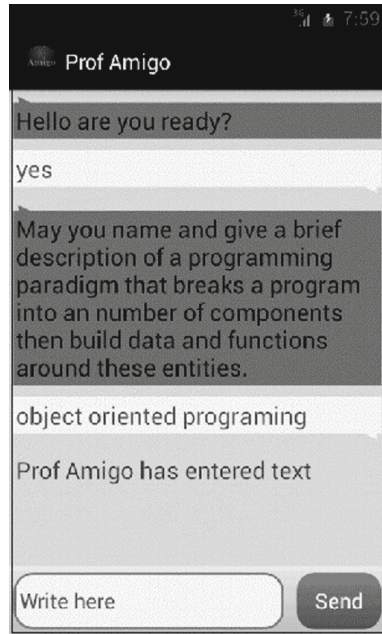 3G 7:59
Amigo Prof Amigo
Hello are you ready?
yes
May you name and give a brief
description of a programming
paradigm that breaks a program
into an number of components
then build data and functions
around these entities.
object oriented programing
Prof Amigo has entered text
Write here Send